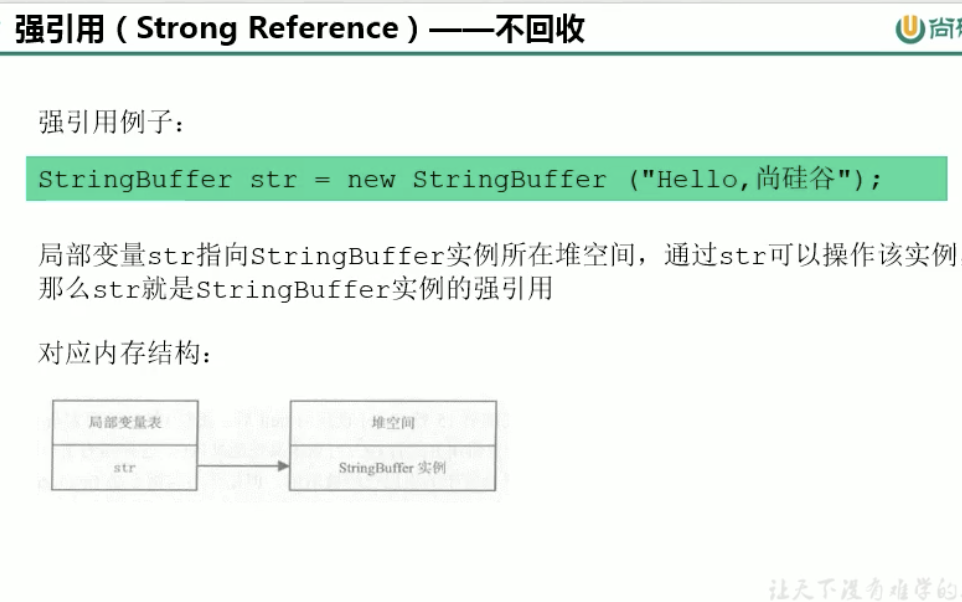 强引用（Strong Reference）——不回收
尚
强引用例子：
StringBuffer str = new StringBuffer ("Hello,尚硅谷");
局部变量str指向StringBuffer实例所在堆空间，通过str可以操作该实例，
那么str就是StringBuffer实例的强引用
对应内存结构：
局部变量表
堆空间
str
StringBuffer 实例
让天下没有难学的